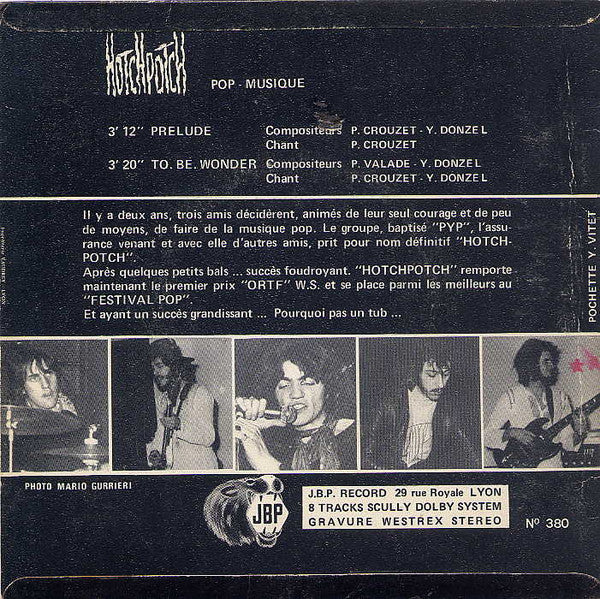 HOTCHPOTCH
POP - MUSIQUE
3' 12" PRELUDE Compositeurs P. CROUZET - Y. DONZEL
Chant P. CROUZET
3' 20" TO. BE. WONDER Compositeurs P. VALADE - Y. DONZEL
Chant P. CROUZET - Y. DONZEL
Il y a deux ans, trois amis décidèrent, animés de leur seul courage et de peu
de moyens, de faire de la musique pop. Le groupe, baptisé "PYP", l'assu-
rance venant et avec elle d'autres amis, prit pour nom définitif "HOTCH-
POTCH".
Après quelques petits bals ... succès foudroyant. "HOTCHPOTCH" remporte
maintenant le premier prix "ORTF" W.S. et se place parmi les meilleurs au
"FESTIVAL POP".
Et ayant un succès grandissant ... Pourquoi pas un tub ...
POCHETTE Y. VITET
PHOTO MARIO GURRIERI
JBP
J.B.P. RECORD 29 rue Royale LYON
8 TRACKS SCULLY DOLBY SYSTEM
GRAVURE WESTREX STEREO
Nº 380